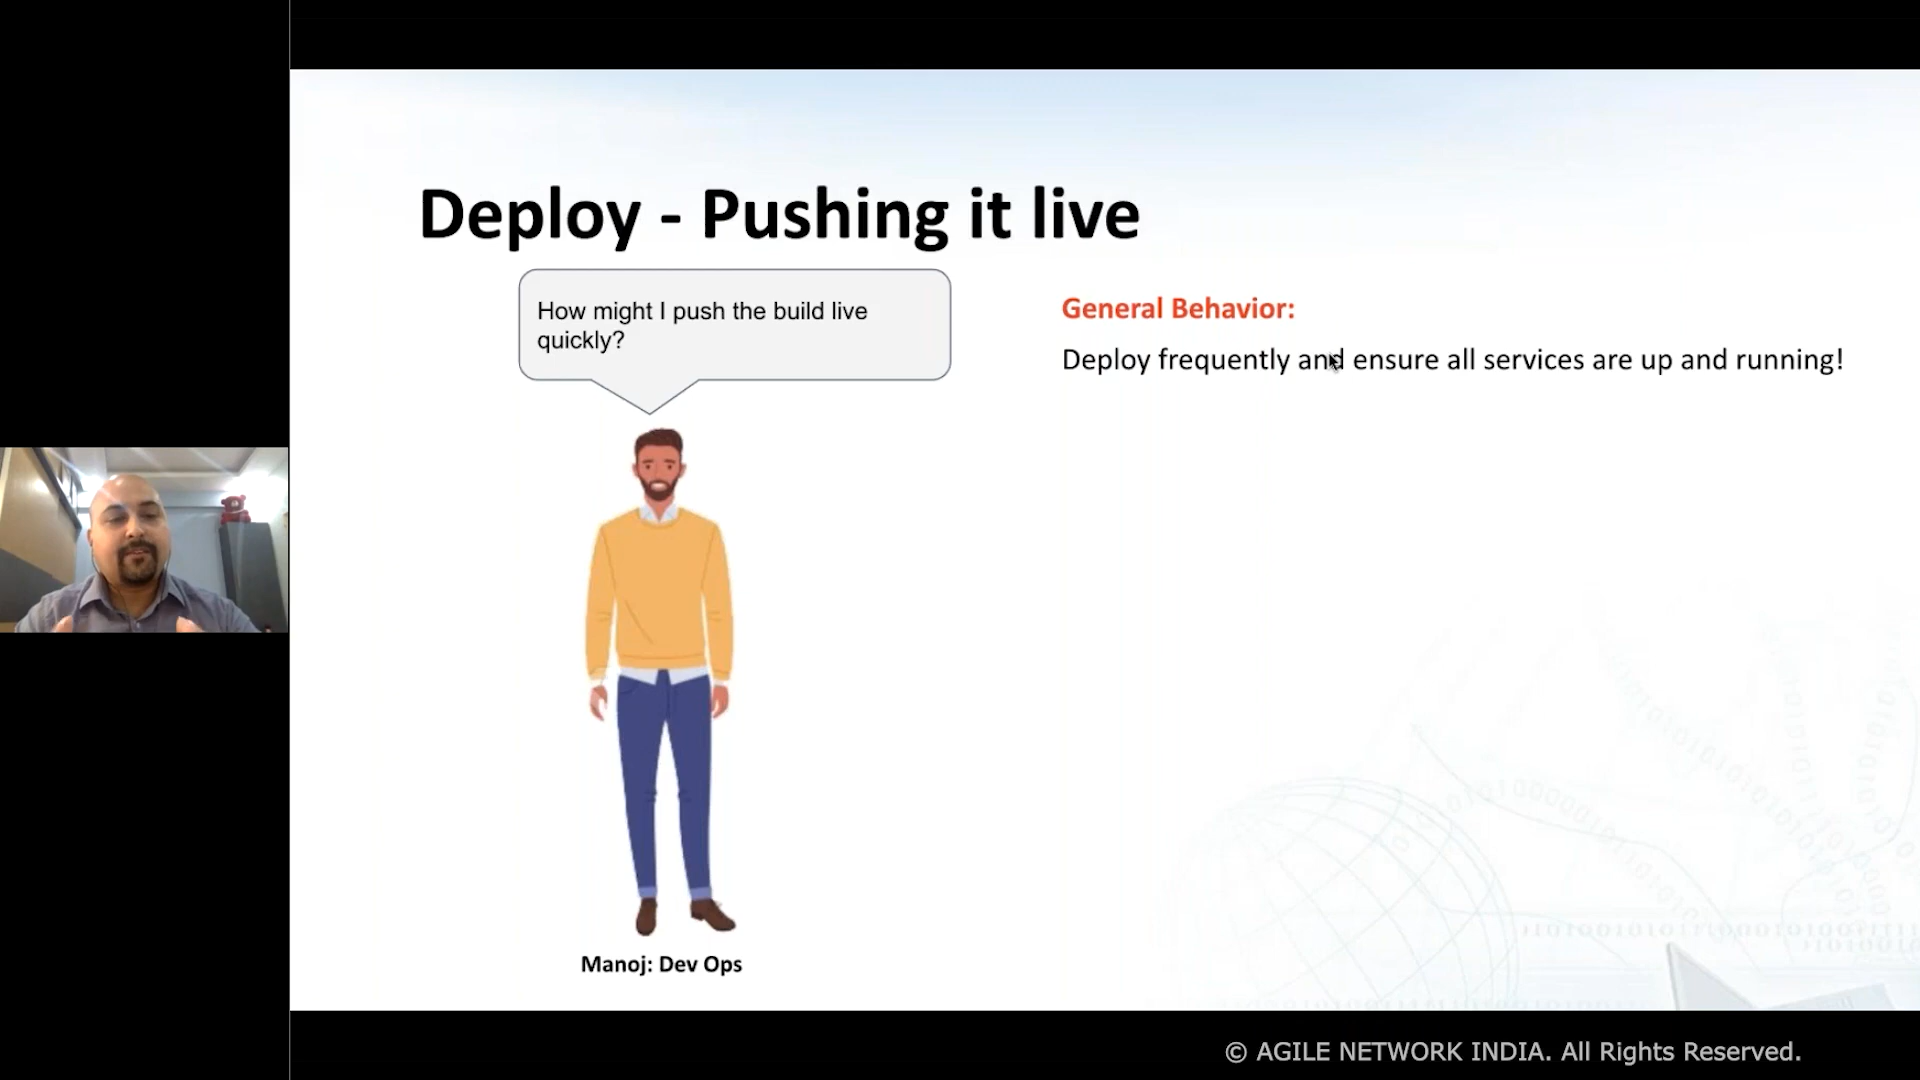 Deploy - Pushing it live
How might I push the build live
quickly?
General Behavior:
Deploy frequently and ensure all services are up and running!
Manoj: Dev Ops
© AGILE NETWORK INDIA. All Rights Reserved.